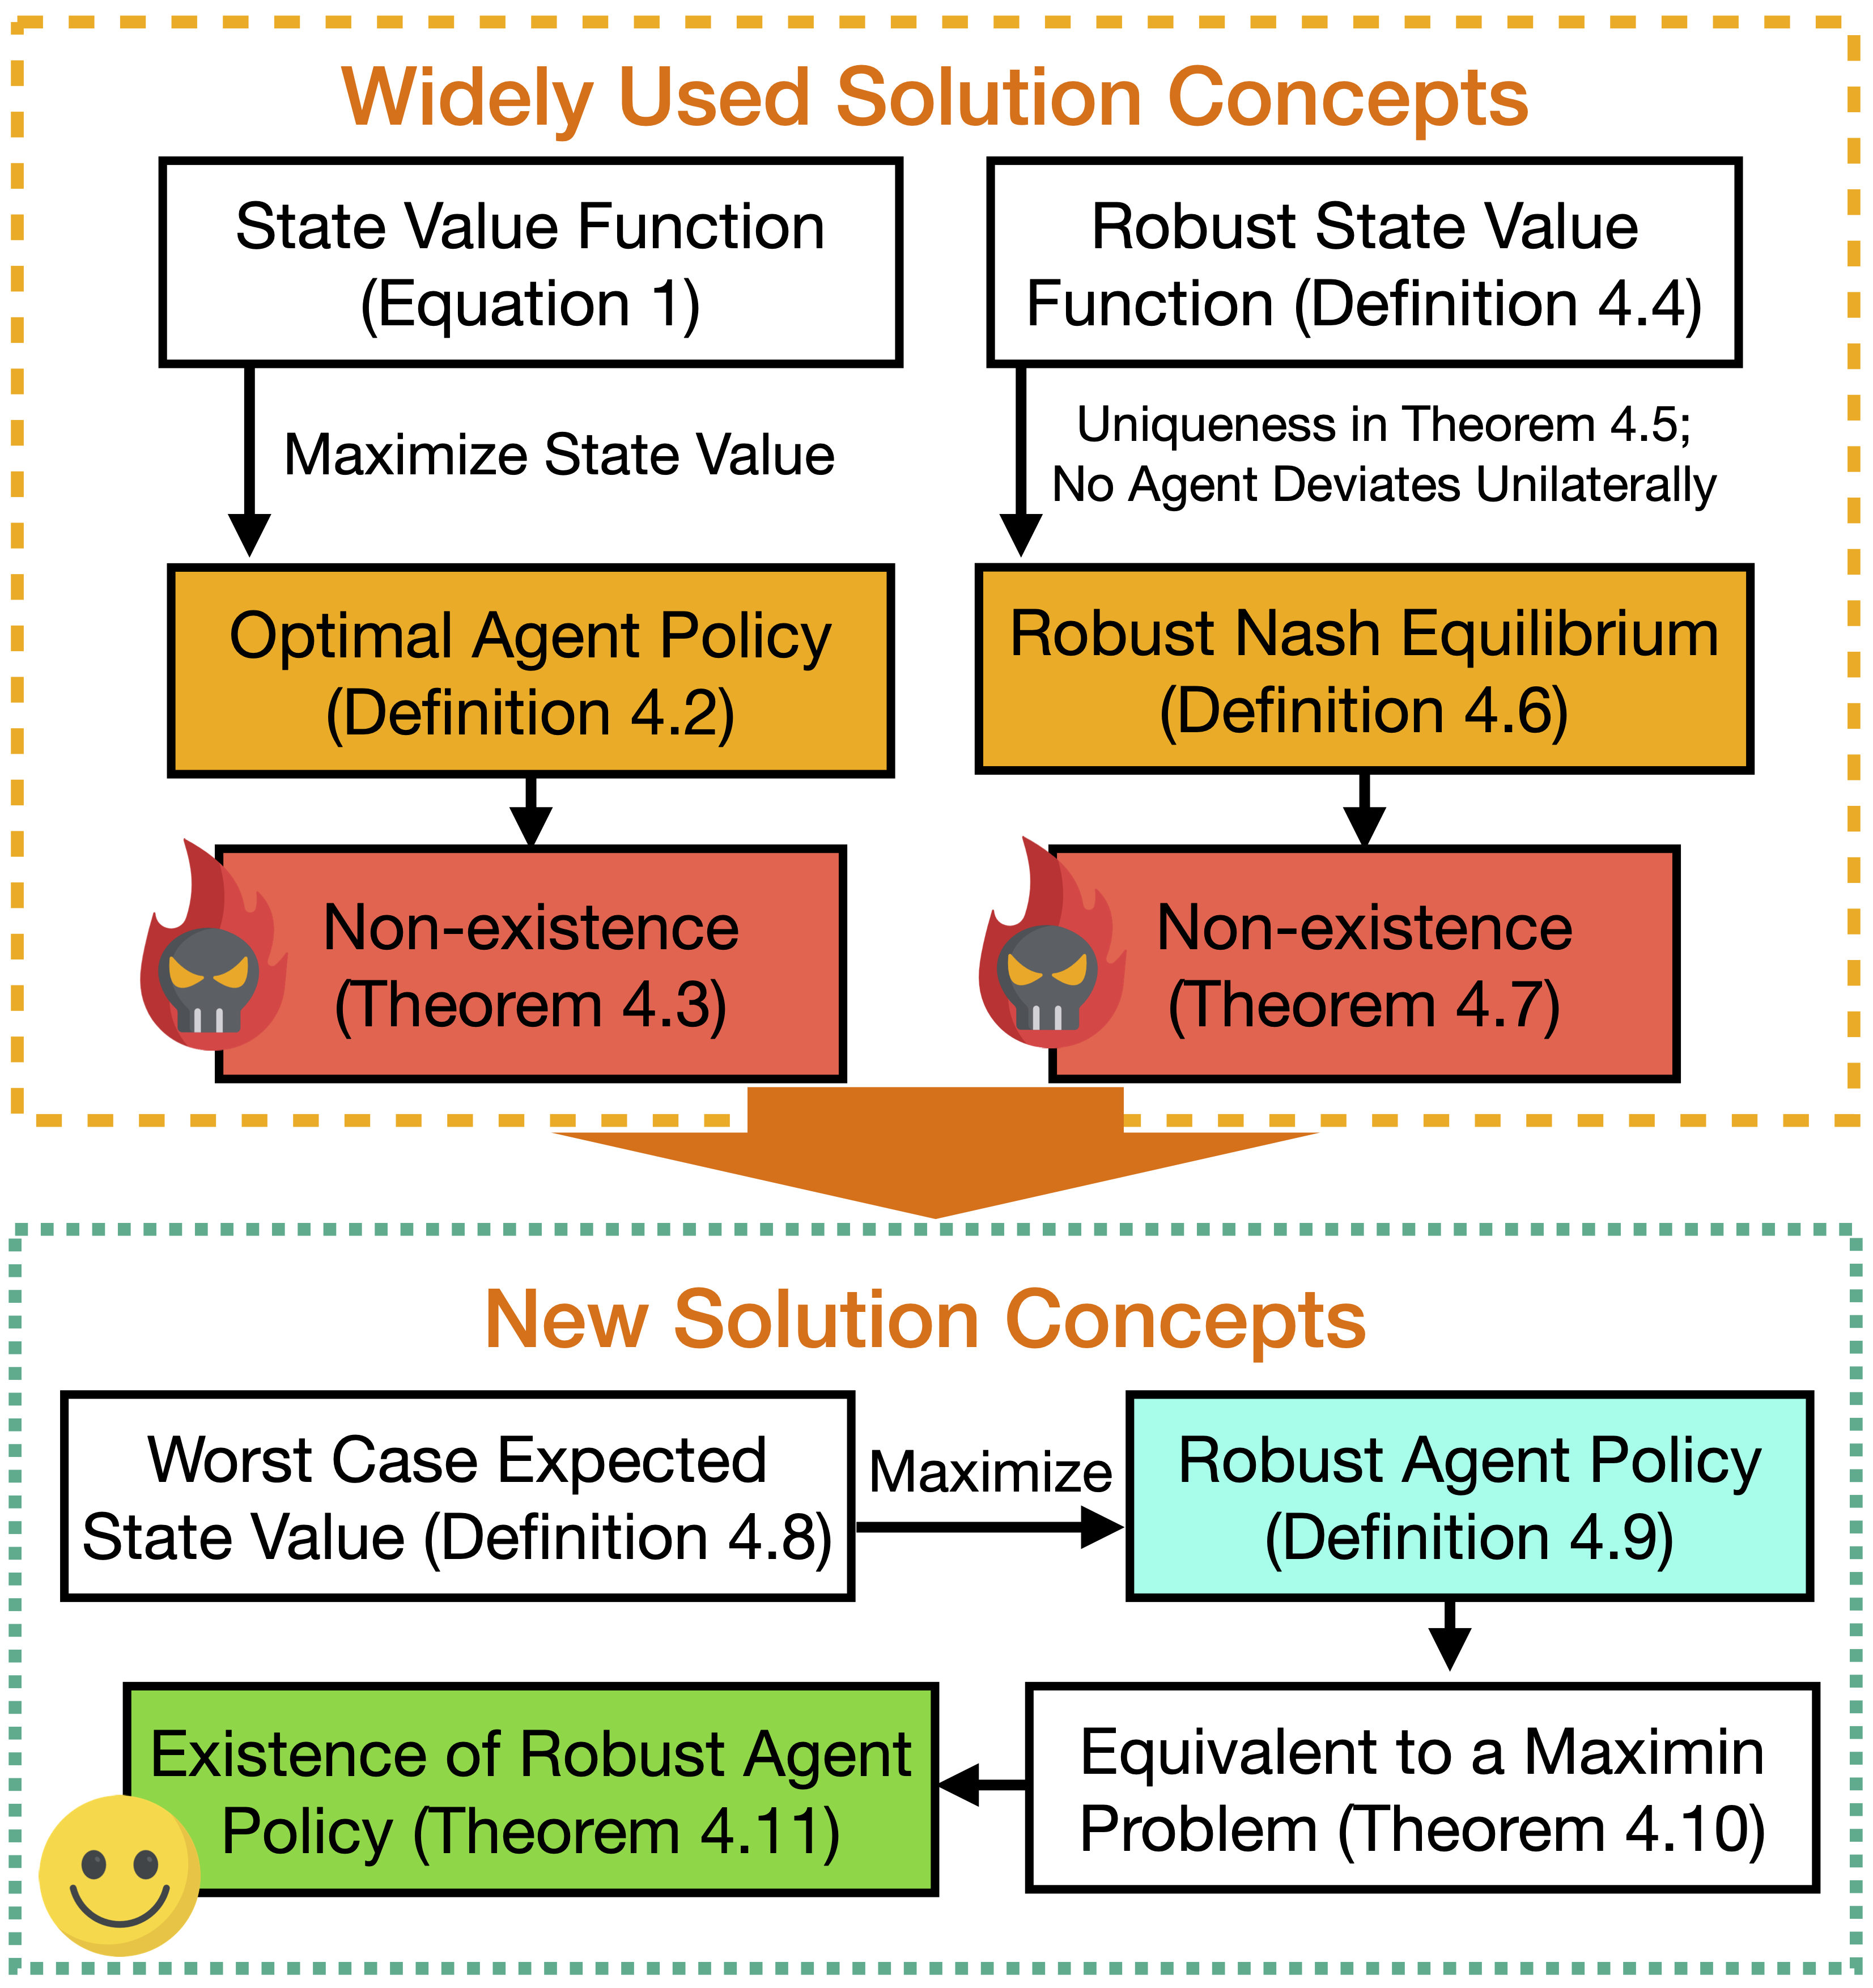 Widely Used Solution Concepts
State Value Function
(Equation 1)
Robust State Value
Function (Definition 4.4)
Maximize State Value
Uniqueness in Theorem 4.5;
No Agent Deviates Unilaterally
Optimal Agent Policy
(Definition 4.2)
Robust Nash Equilibrium
(Definition 4.6)
Non-existence
(Theorem 4.3)
Non-existence
(Theorem 4.7)
New Solution Concepts
Worst Case Expected
State Value (Definition 4.8)
Maximize
Robust Agent Policy
(Definition 4.9)
Existence of Robust Agent
Policy (Theorem 4.11)
Equivalent to a Maximin
Problem (Theorem 4.10)